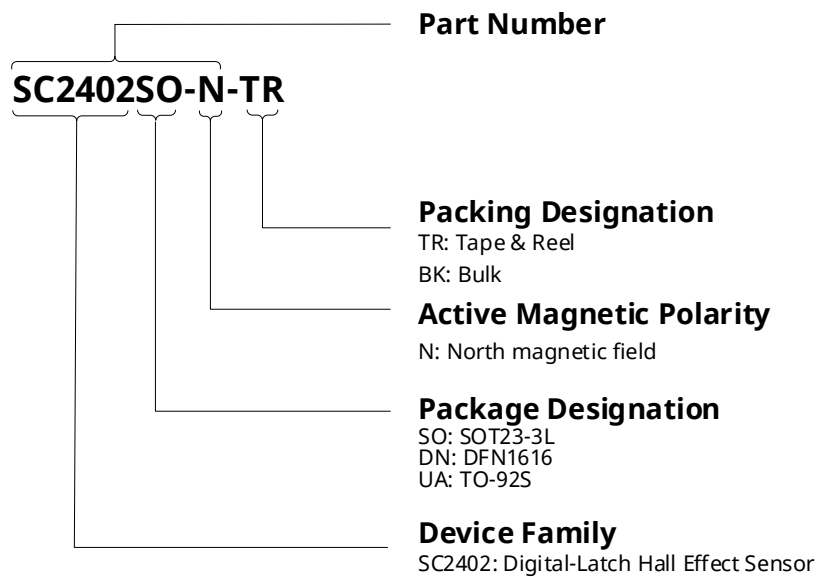 Part Number
SC2402SO-N-TR
Packing Designation
TR: Tape & Reel
BK: Bulk
Active Magnetic Polarity
N: North magnetic field
Package Designation
SO: SOT23-3L
DN: DFN1616
UA: TO-92S
Device Family
SC2402: Digital-Latch Hall Effect Sensor